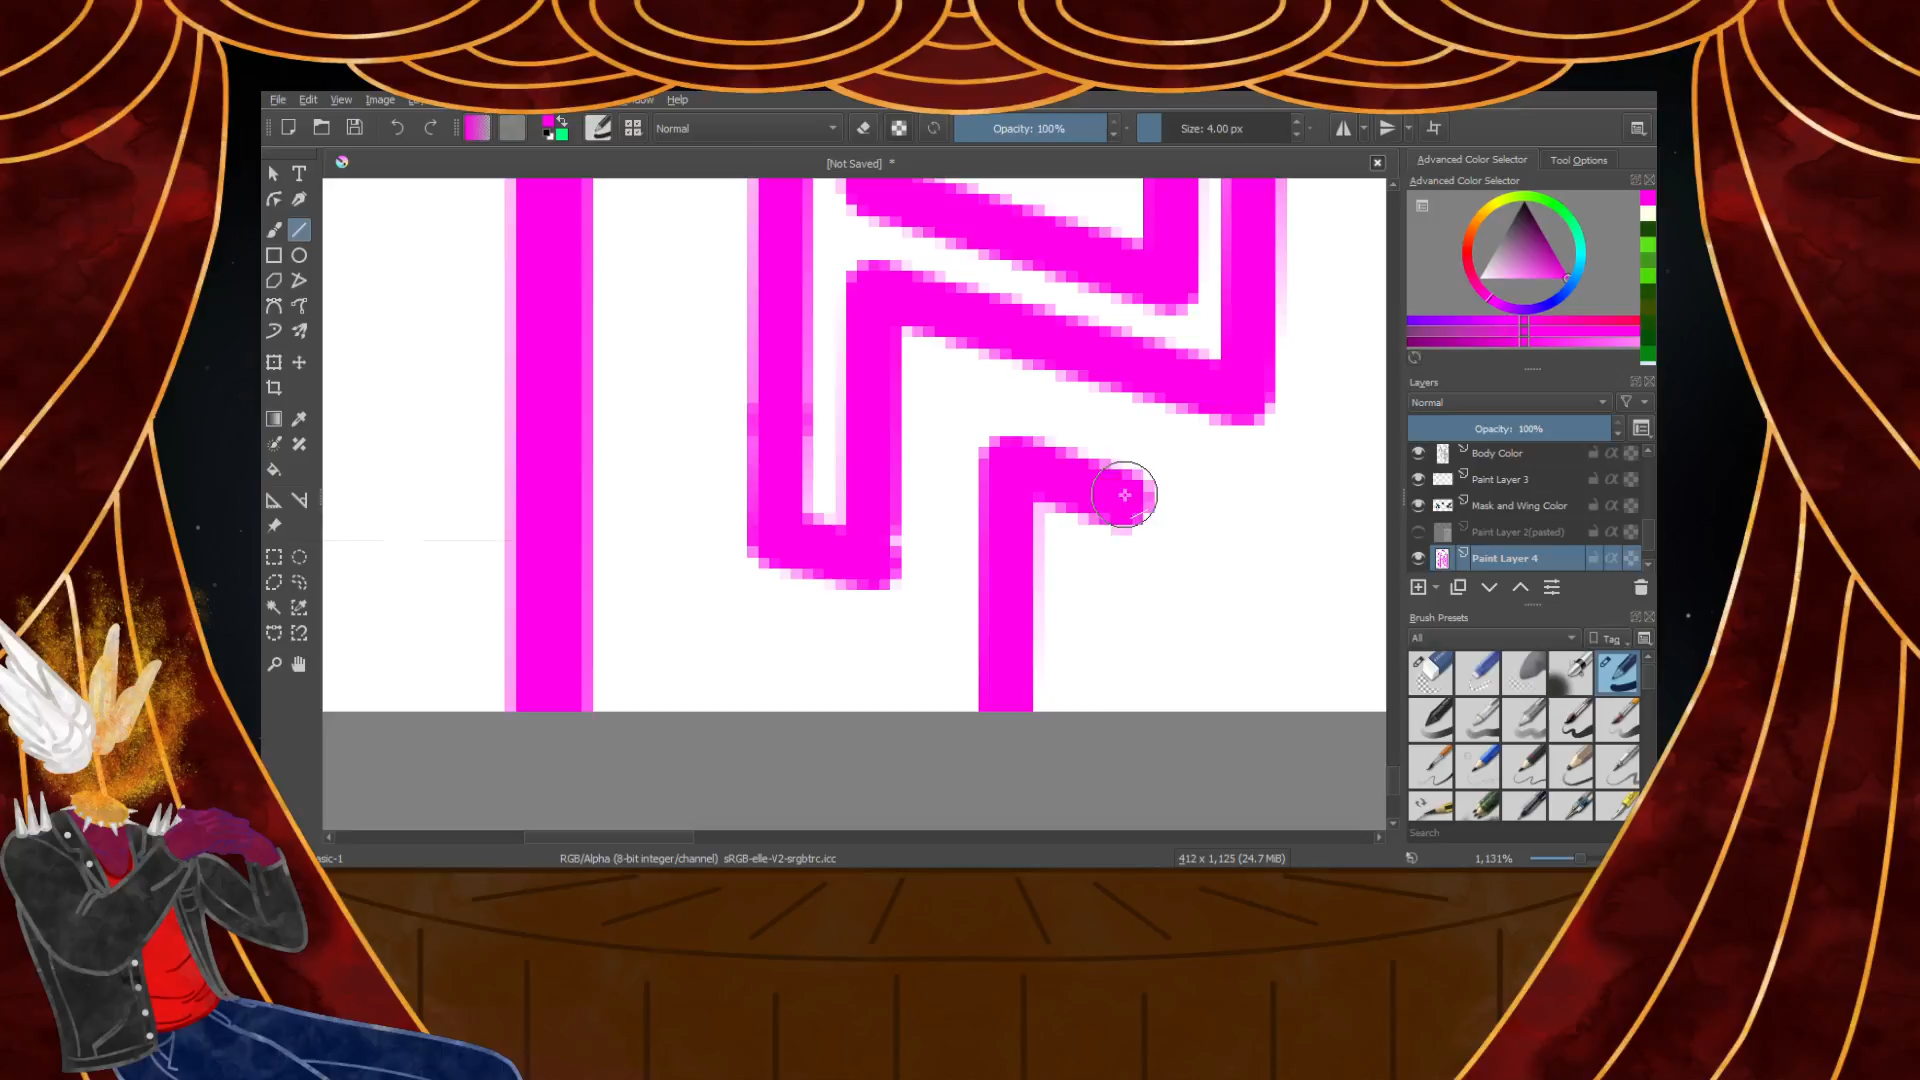 File Edit View Image Help
Normal
Opacity: 100%
Size: 4.00 px
[Not Saved] *
Advanced Color Selector Tool Options
Advanced Color Selector
Layers
Normal
Opacity: 100%
Body Color
Paint Layer 3
Mask and Wing Color
Paint Layer 2(pasted)
Paint Layer 4
Brush Presets
All
Tag
Search
RGB/Alpha (8-bit integer/channel) sRGB-elle-V2-srgbtrc.icc
412 x 1,125 (24.7 MiB)
1,131%